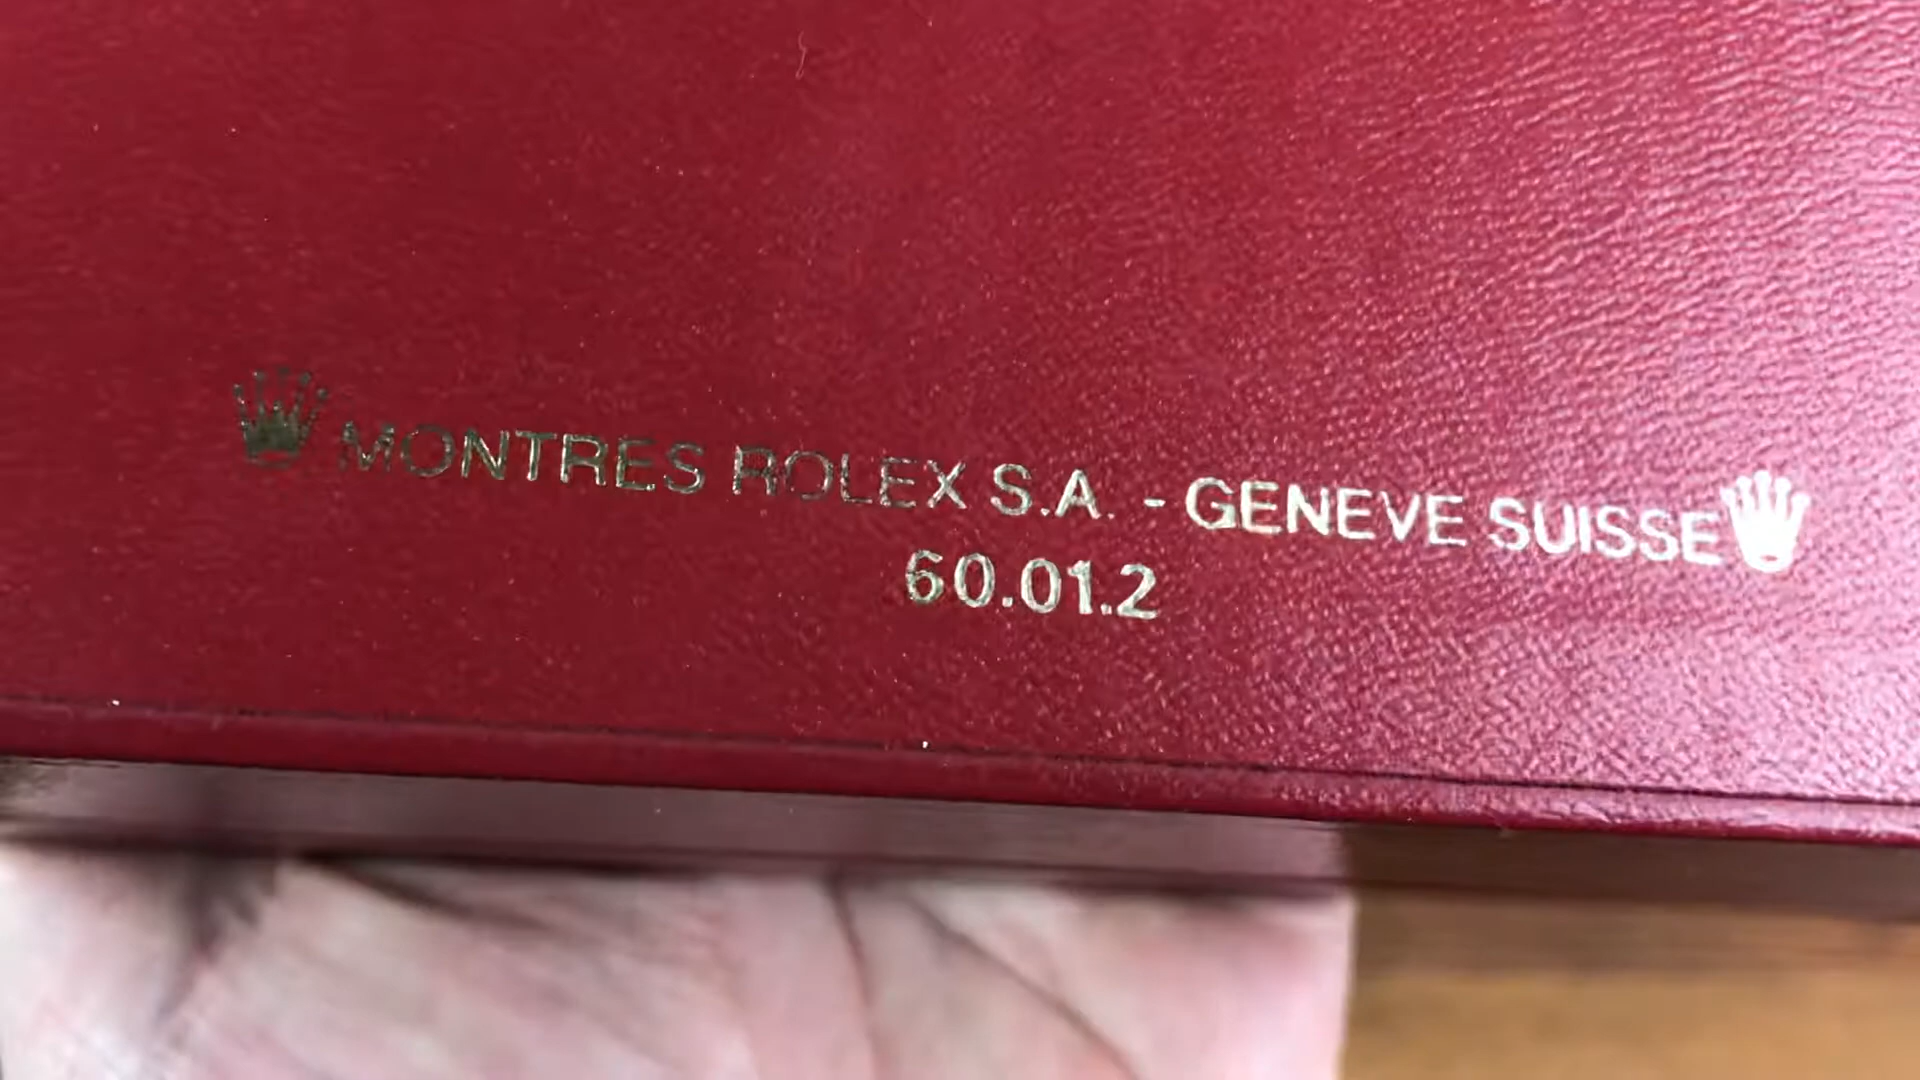 MONTRES ROLEX S.A. - GENEVE SUISSE
60.01.2